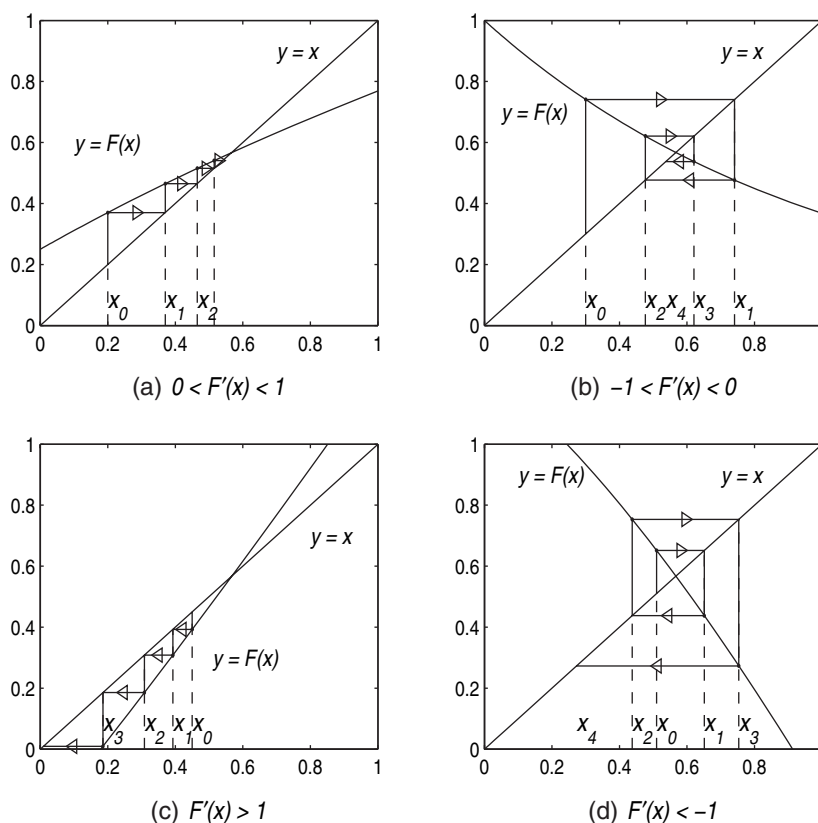 1
0.8
0.6
0.4
0.2
0
0 0.2 0.4 0.6 0.8 1
y = x
y = F(x)
x0 x1 x2
(a) 0 < F'(x) < 1
1
0.8
0.6
0.4
0.2
0
0 0.2 0.4 0.6 0.8 1
y = x
y = F(x)
x0 x2 x4 x3 x1
(b) −1 < F'(x) < 0
1
0.8
0.6
0.4
0.2
0
0 0.2 0.4 0.6 0.8 1
y = x
y = F(x)
x3 x2 x1 x0
(c) F'(x) > 1
1
0.8
0.6
0.4
0.2
0
0 0.2 0.4 0.6 0.8 1
y = F(x) y = x
x4 x2 x0 x1 x3
(d) F'(x) < −1